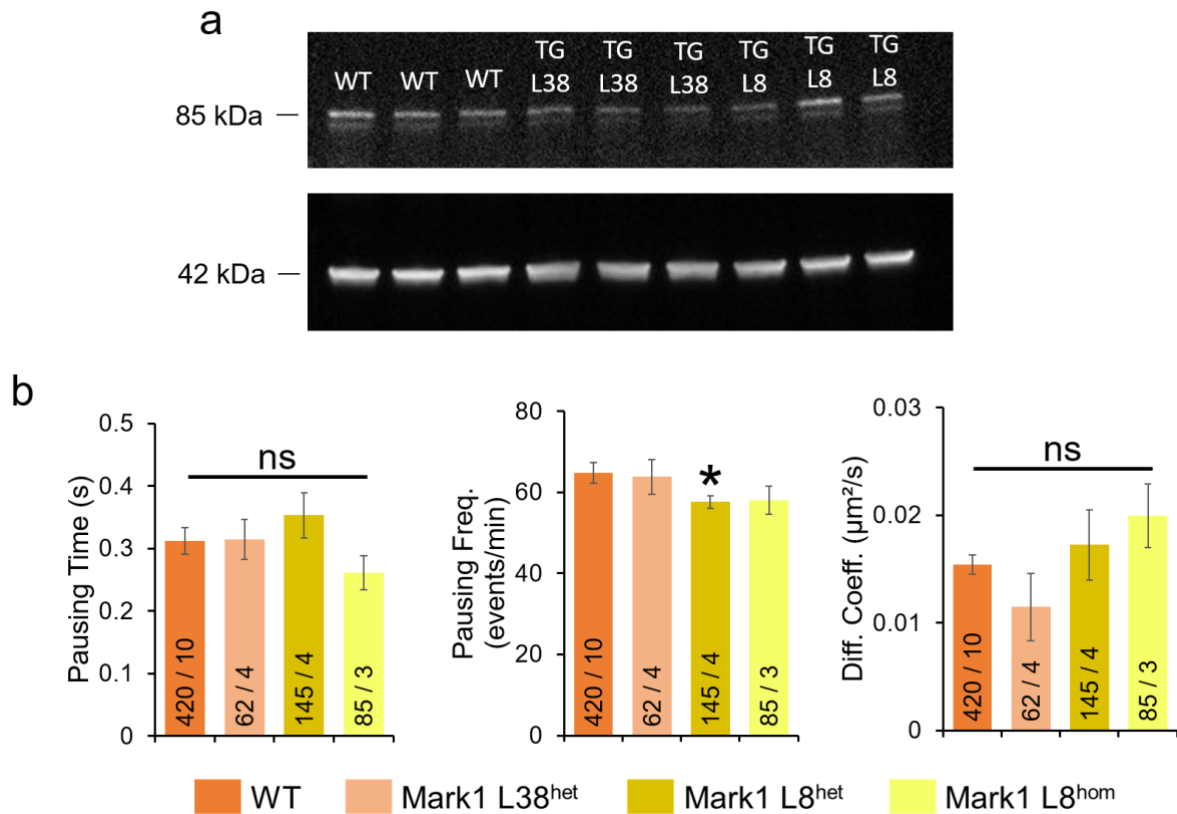 a
WT WT WT TG L38 TG L38 TG L38 TG L8 TG L8 TG L8
85 kDa
42 kDa
b
Pausing Time (s)
0.5
0.4
0.3
0.2
0.1
0
ns
420 / 10
62 / 4
145 / 4
85 / 3
Pausing Freq.
(events/min)
80
60
40
20
0
*
420 / 10
62 / 4
145 / 4
85 / 3
Diff. Coeff. (µm²/s)
0.03
0.02
0.01
0
ns
420 / 10
62 / 4
145 / 4
85 / 3
WT Mark1 L38het Mark1 L8het Mark1 L8hom